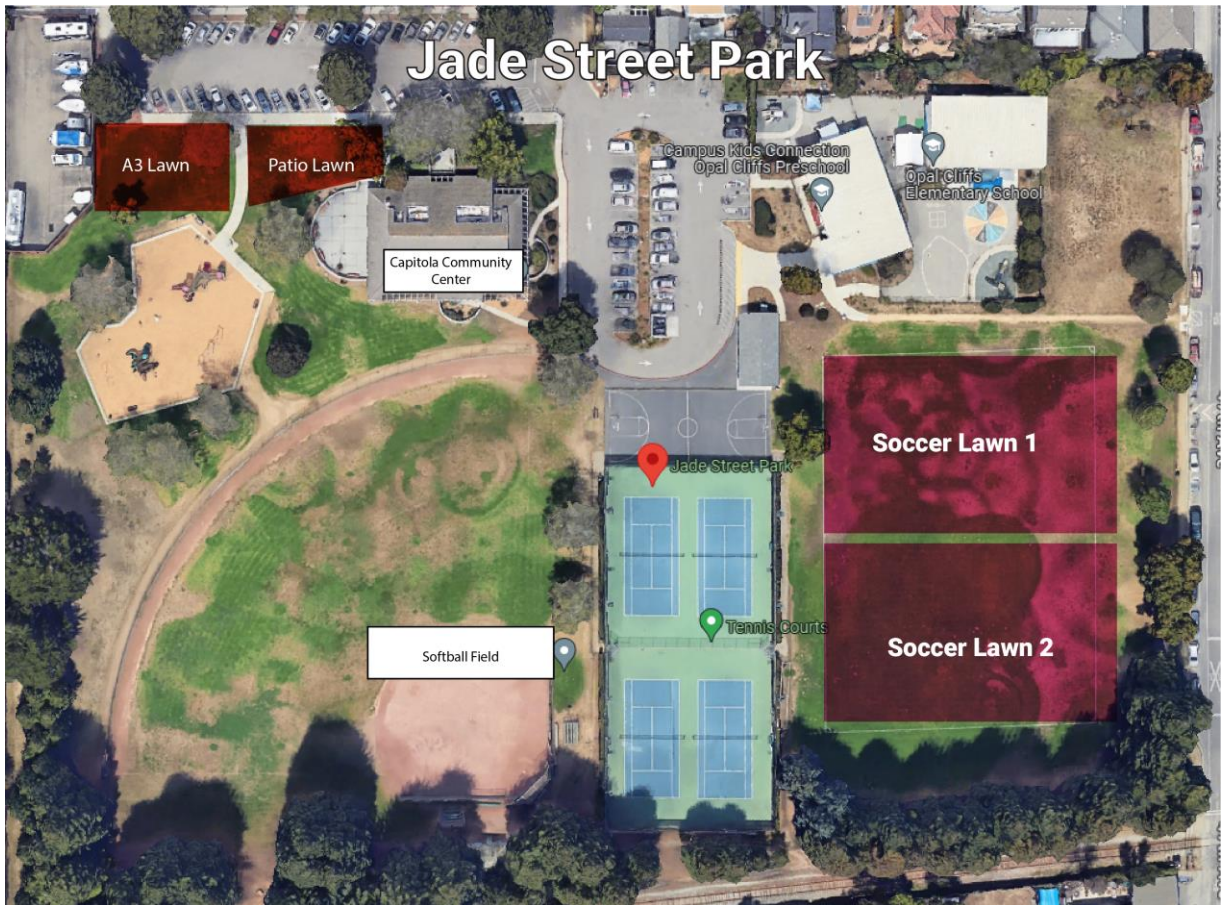 Jade Street Park
A3 Lawn
Patio Lawn
Campus Kids Connection
Opal Cliffs Preschool
Opal Cliffs
Elementary School
Capitola Community
Center
Soccer Lawn 1
Jade Street Park
Tennis Courts
Softball Field
Soccer Lawn 2